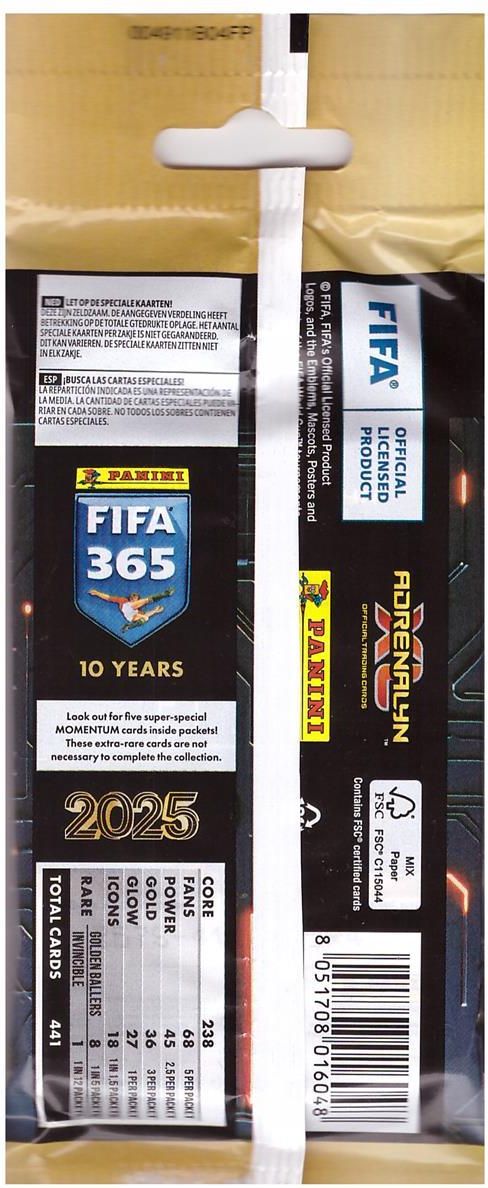 004911B04FP
NED LET OP DE SPECIALE KAARTEN!
DEZE ZIJN ZELDZAAM. DE AANGEGEVEN VERDELING HEEFT
BETREKKING OP DE TOTALE GTEDRUKTE OPLAGE. HET AANTAL
SPECIALE KAARTEN PER ZAKJE IS NIET GEGARANDEERD.
DIT KAN VARIEREN. DE SPECIALE KAARTEN ZITTEN NIET
IN ELK ZAKJE.
ESP ¡BUSCA LAS CARTAS ESPECIALES!
LA REPARTICIÓN INDICADA ES UNA REPRESENTACIÓN DE
LA MEDIA. LA CANTIDAD DE CARTAS ESPECIALES PUEDE VA-
RIAR EN CADA SOBRE. NO TODOS LOS SOBRES CONTIENEN
CARTAS ESPECIALES.
PANINI
FIFA
365
10 YEARS
Look out for five super-special
MOMENTUM cards inside packets!
These extra-rare cards are not
necessary to complete the collection.
2025
CORE 238
FANS 68 5 PER PACKET
POWER 45 2,5 PER PACKET
GOLD 36 3 PER PACKET
GLOW 27 1 PER PACKET
ICONS 18 1 IN 1,5 PACKET
RARE GOLDEN BALLERS 8 1 IN 5 PACKET
INVINCIBLE 1 1 IN 12 PACKET
TOTAL CARDS 441
FIFA®
OFFICIAL
LICENSED
PRODUCT
© FIFA, FIFA's Official Licensed Product
Logos, and the Emblems, Mascots, Posters and
ADRENALYN
XL™
OFFICIAL TRADING CARDS
PANINI
FSC
MIX
Paper
FSC® C115044
Contains FSC® certified cards
8 051708 016048